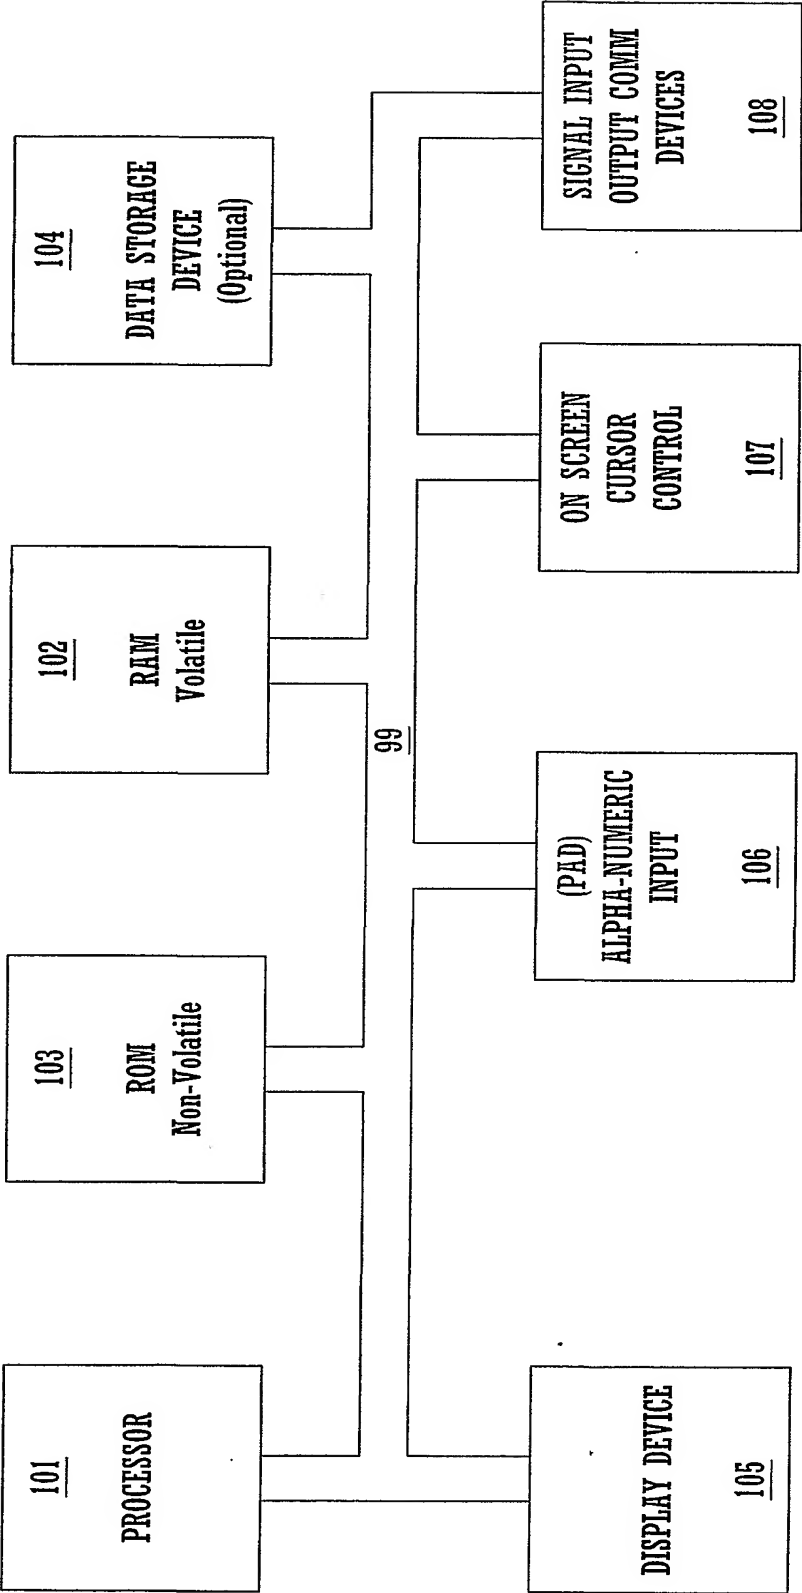 101
PROCESSOR
103
ROM
Non-Volatile
102
RAM
Volatile
104
DATA STORAGE
DEVICE
(Optional)
99
DISPLAY DEVICE
105
(PAD)
ALPHA-NUMERIC
INPUT
106
ON SCREEN
CURSOR
CONTROL
107
SIGNAL INPUT
OUTPUT COMM
DEVICES
108